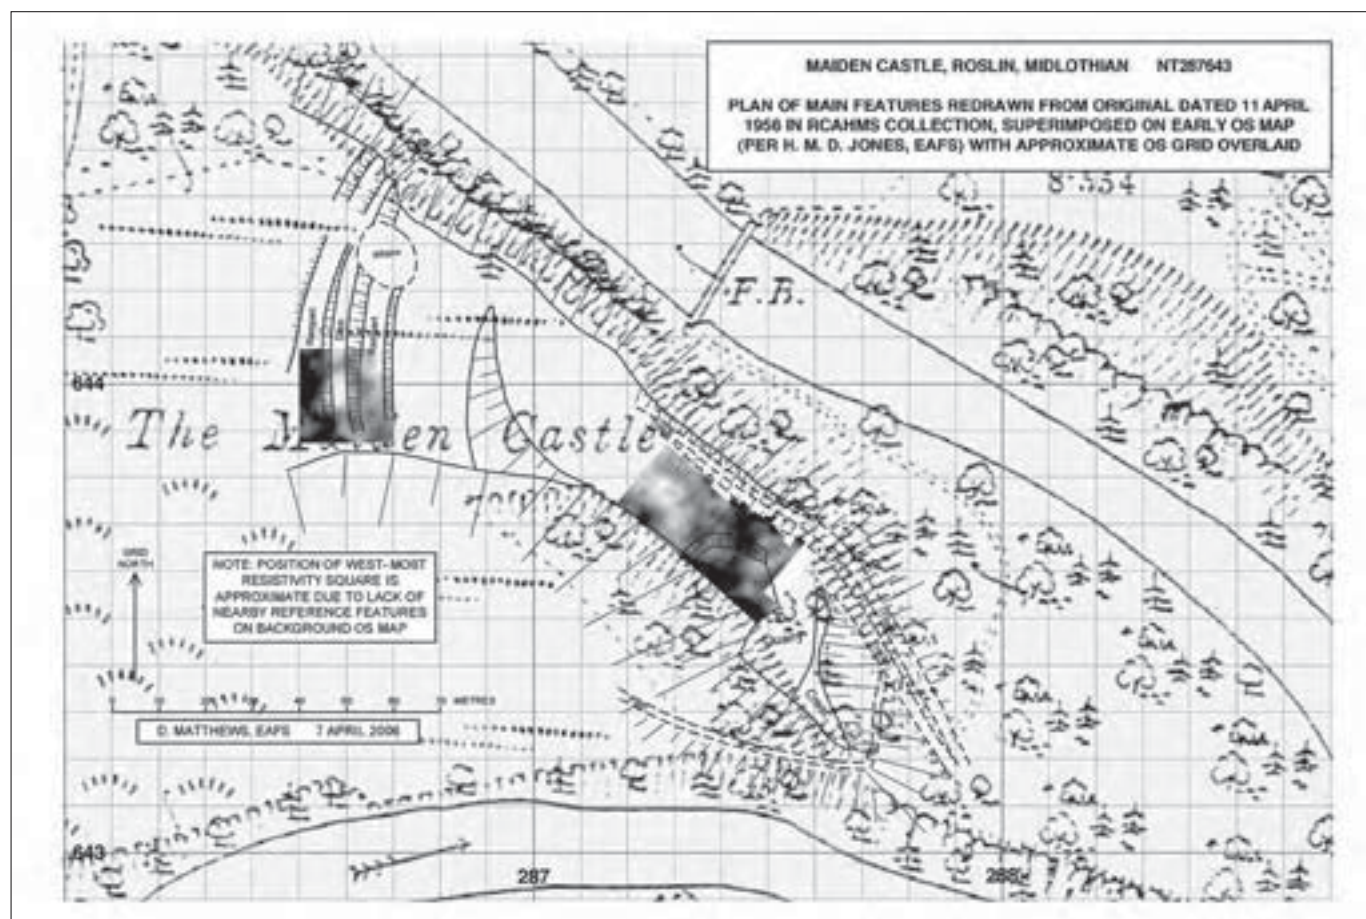 MAIDEN CASTLE, ROSLIN, MIDLOTHIAN NT287643
PLAN OF MAIN FEATURES REDRAWN FROM ORIGINAL DATED 11 APRIL
1956 IN RCAHMS COLLECTION, SUPERIMPOSED ON EARLY OS MAP
(PER H. M. D. JONES, EAFS) WITH APPROXIMATE OS GRID OVERLAID
8·334
F.B.
644
The Maiden Castle
GRID
NORTH
NOTE: POSITION OF WEST-MOST
RESISTIVITY SQUARE IS
APPROXIMATE DUE TO LACK OF
NEARBY REFERENCE FEATURES
ON BACKGROUND OS MAP
METRES
D. MATTHEWS, EAFS 7 APRIL 2006
643
287
288